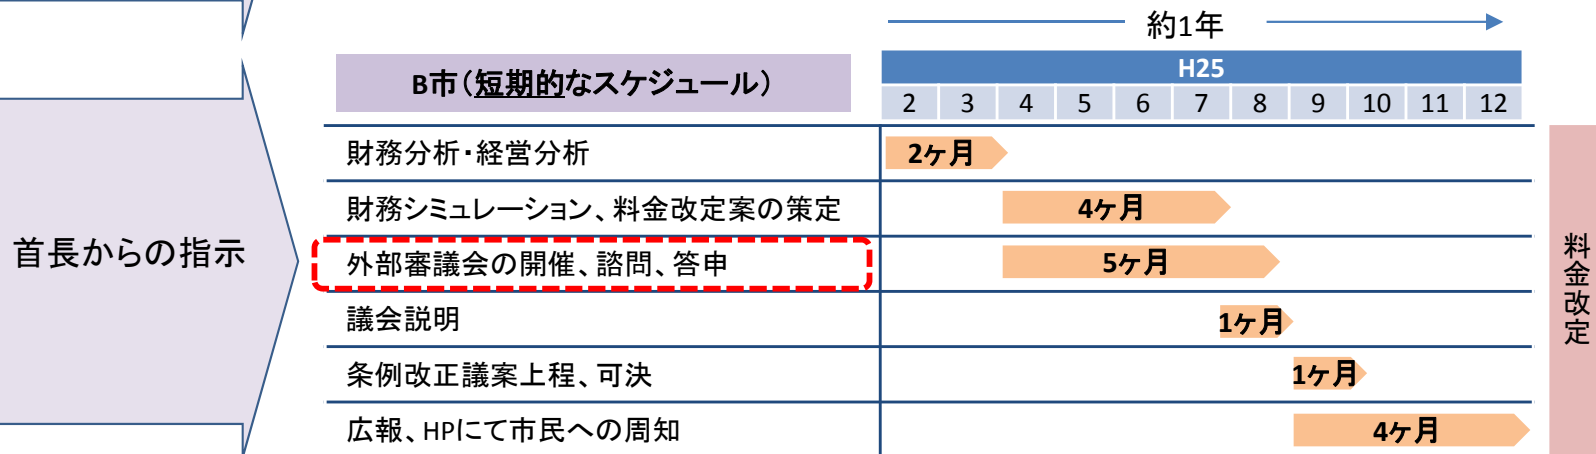 約1年
B市（短期的なスケジュール）
H25
2 3 4 5 6 7 8 9 10 11 12
首長からの指示
財務分析・経営分析
2ヶ月
財務シミュレーション、料金改定案の策定
4ヶ月
外部審議会の開催、諮問、答申
5ヶ月
議会説明
1ヶ月
条例改正議案上程、可決
1ヶ月
広報、HPにて市民への周知
4ヶ月
料金改定